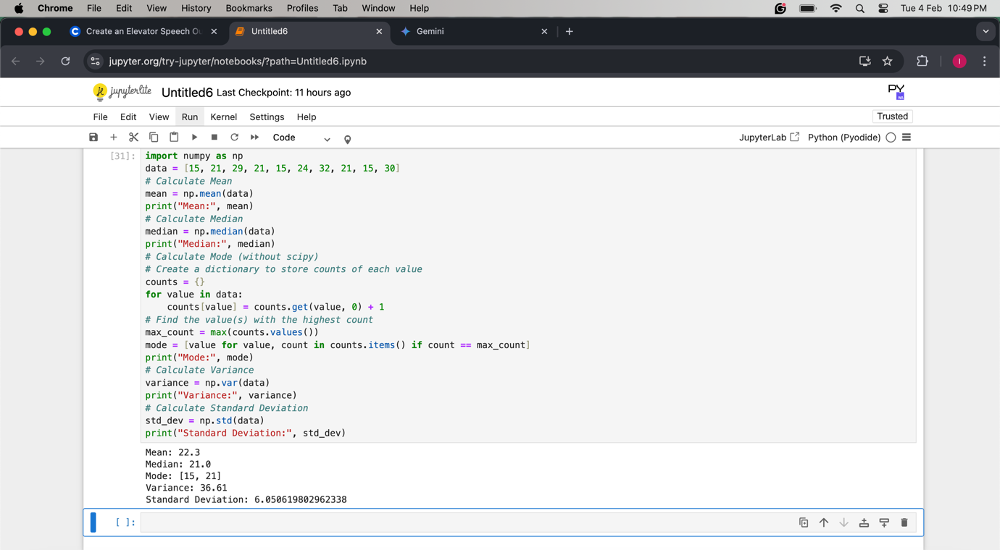 Chrome File Edit View History Bookmarks Profiles Tab Window Help Tue 4 Feb 10:49 PM
Create an Elevator Speech Ou Untitled6 Gemini
jupyter.org/try-jupyter/notebooks/?path=Untitled6.ipynb I
jupyterlite Untitled6 Last Checkpoint: 11 hours ago PY
File Edit View Run Kernel Settings Help Trusted
Code JupyterLab Python (Pyodide)
[31]: import numpy as np
data = [15, 21, 29, 21, 15, 24, 32, 21, 15, 30]
# Calculate Mean
mean = np.mean(data)
print("Mean:", mean)
# Calculate Median
median = np.median(data)
print("Median:", median)
# Calculate Mode (without scipy)
# Create a dictionary to store counts of each value
counts = {}
for value in data:
    counts[value] = counts.get(value, 0) + 1
# Find the value(s) with the highest count
max_count = max(counts.values())
mode = [value for value, count in counts.items() if count == max_count]
print("Mode:", mode)
# Calculate Variance
variance = np.var(data)
print("Variance:", variance)
# Calculate Standard Deviation
std_dev = np.std(data)
print("Standard Deviation:", std_dev)
Mean: 22.3
Median: 21.0
Mode: [15, 21]
Variance: 36.61
Standard Deviation: 6.050619802962338
[ ]: